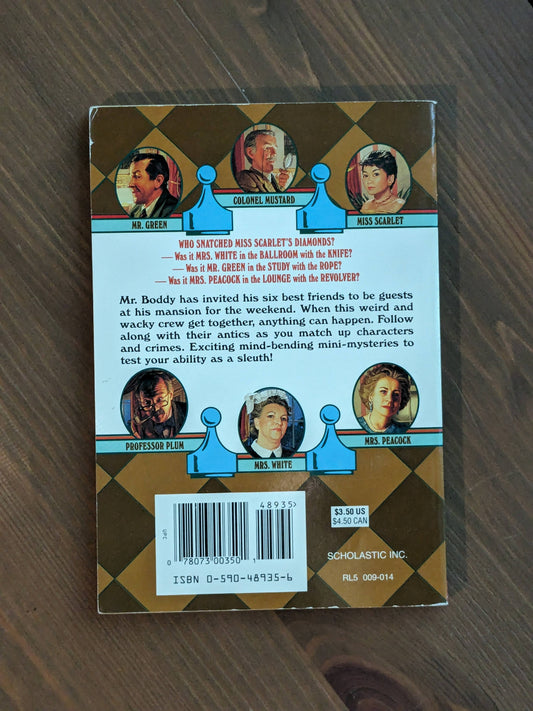 MR. GREEN
COLONEL MUSTARD
MISS SCARLET
WHO SNATCHED MISS SCARLET'S DIAMONDS?
— Was it MRS. WHITE in the BALLROOM with the KNIFE?
— Was it MR. GREEN in the STUDY with the ROPE?
— Was it MRS. PEACOCK in the LOUNGE with the REVOLVER?
Mr. Boddy has invited his six best friends to be guests
at his mansion for the weekend. When this weird and
wacky crew get together, anything can happen. Follow
along with their antics as you match up characters
and crimes. Exciting mind-bending mini-mysteries to
test your ability as a sleuth!
PROFESSOR PLUM
MRS. WHITE
MRS. PEACOCK
48935>
UPC
0 78073 00350 1
ISBN 0-590-48935-6
$3.50 US
$4.50 CAN
SCHOLASTIC INC.
RL5 009-014